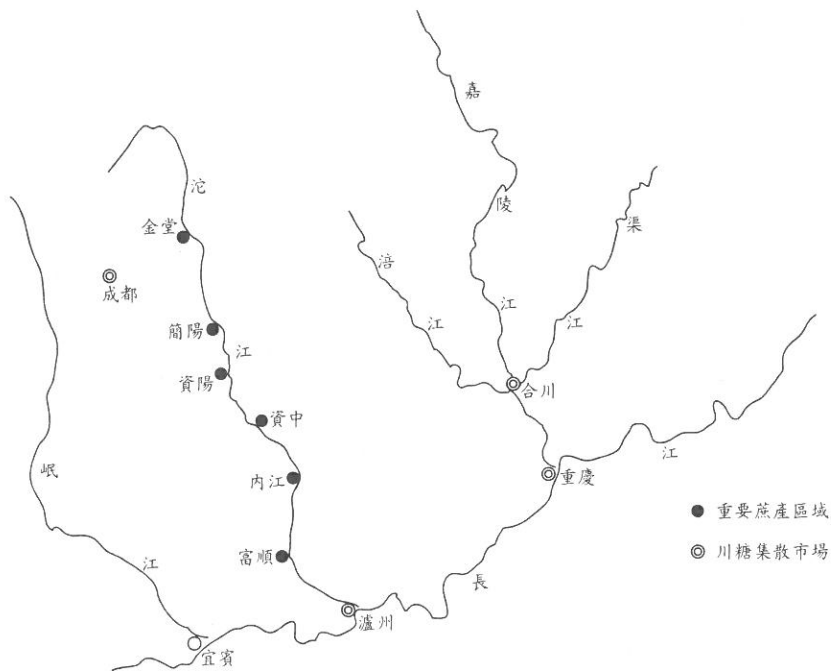 嘉
陵
江
沱
江
渠
江
涪
江
金堂
成都
簡陽
資陽
資中
內江
富順
合川
重慶
岷
江
長
江
瀘州
宜賓
重要蔗產區域
川糖集散市場